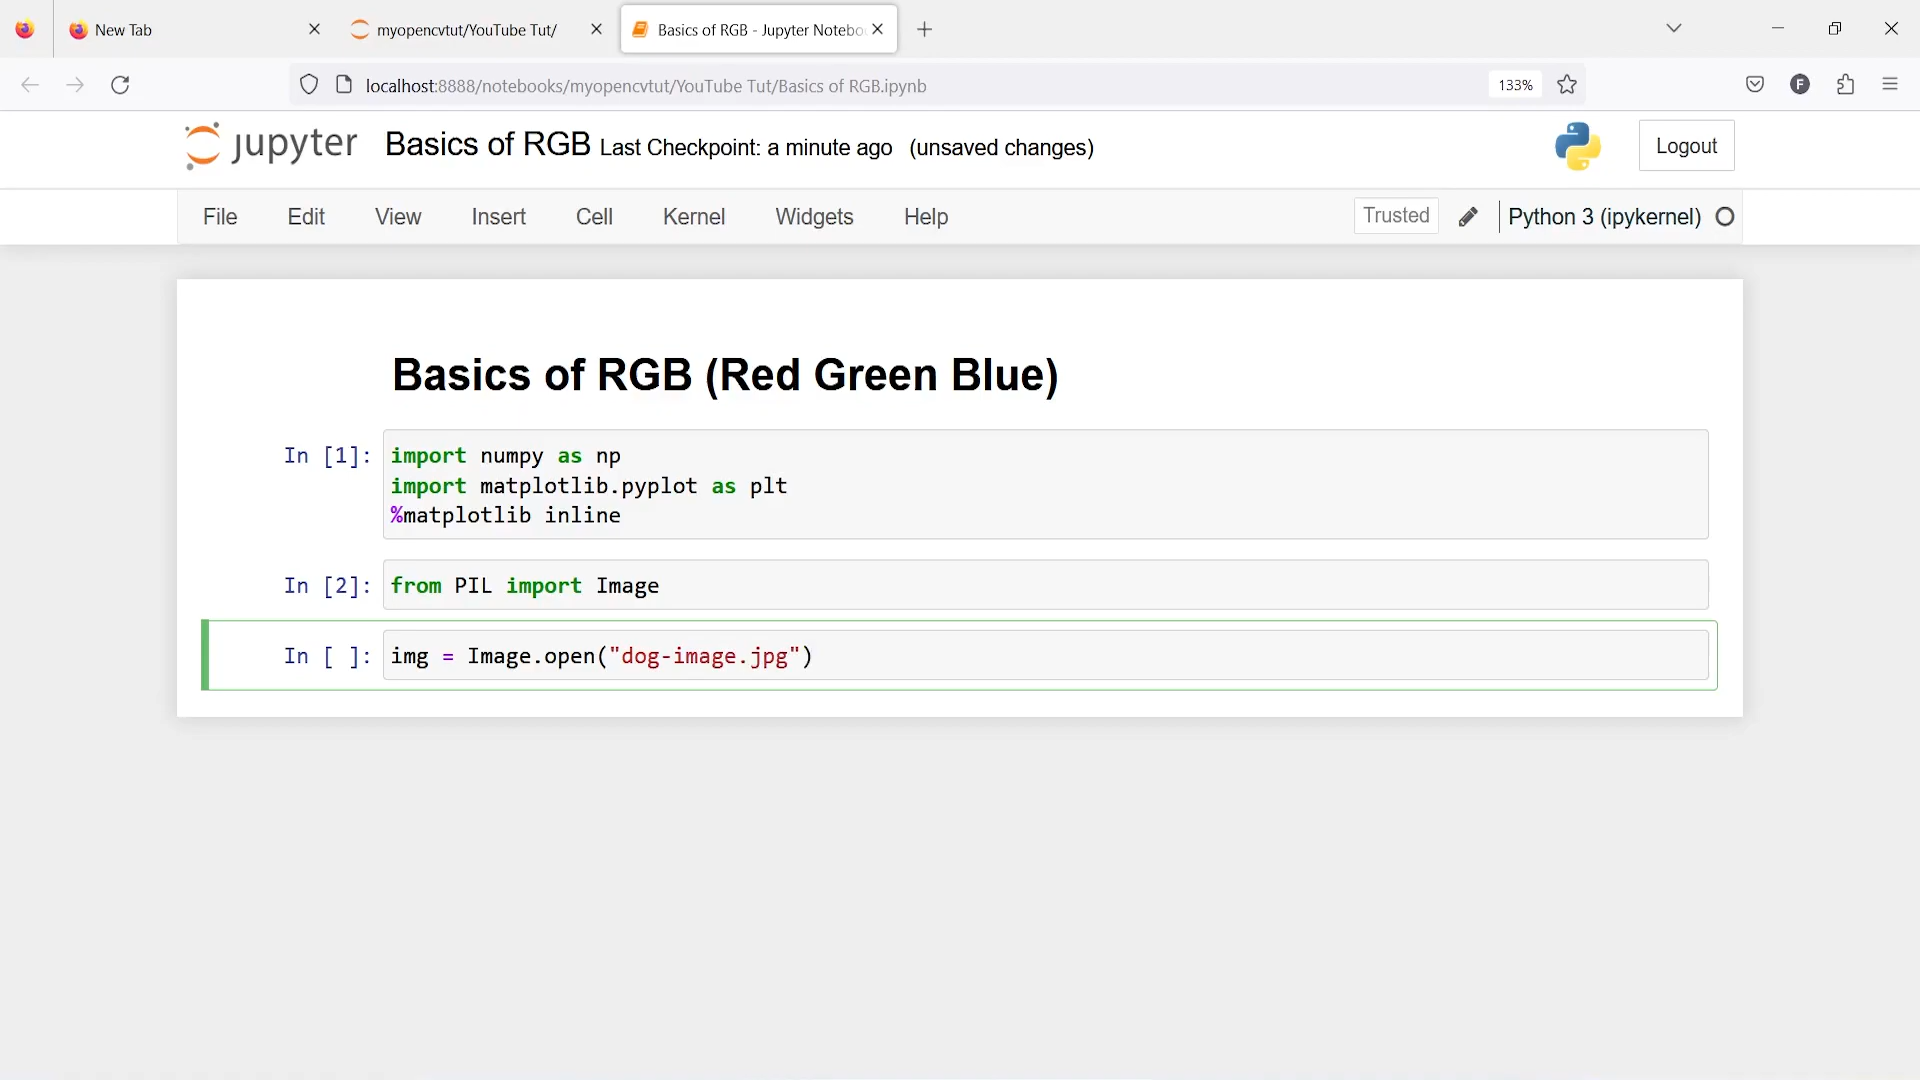 New Tab
myopencvtut/YouTube Tut/
Basics of RGB - Jupyter Notebo
localhost:8888/notebooks/myopencvtut/YouTube Tut/Basics of RGB.ipynb
133%
F
jupyter
Basics of RGB Last Checkpoint: a minute ago (unsaved changes)
Logout
File Edit View Insert Cell Kernel Widgets Help
Trusted
Python 3 (ipykernel)
Basics of RGB (Red Green Blue)
In [1]: import numpy as np
import matplotlib.pyplot as plt
%matplotlib inline
In [2]: from PIL import Image
In [ ]: img = Image.open("dog-image.jpg")